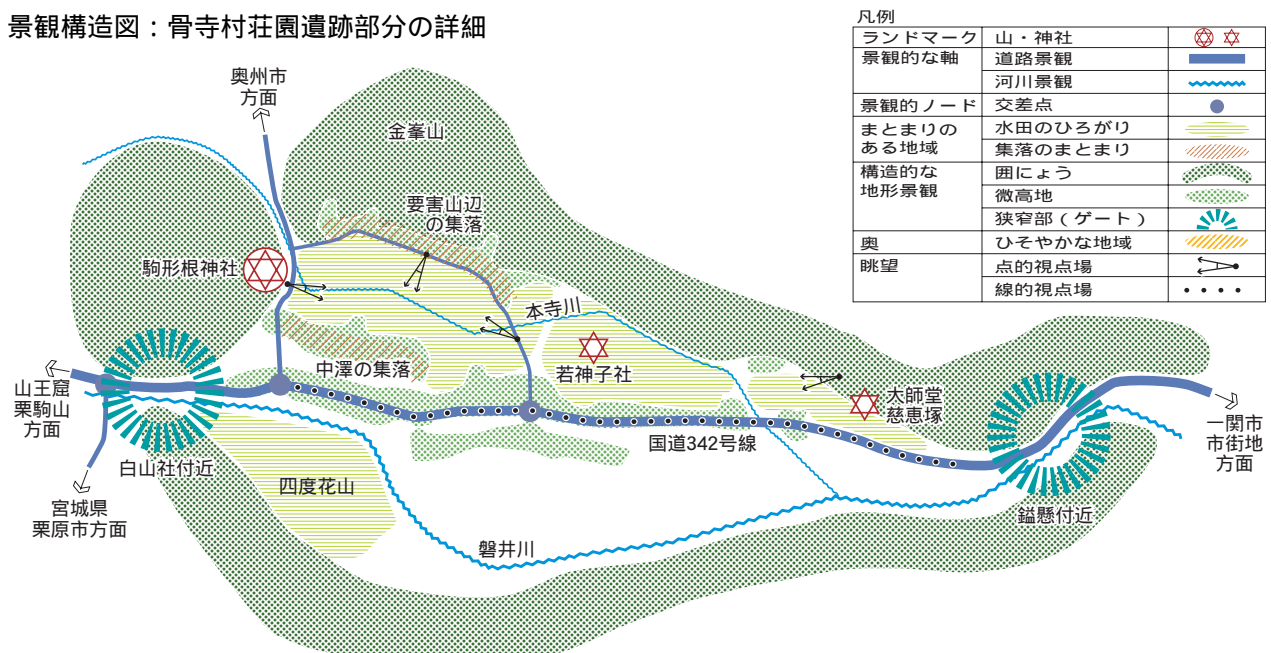 景観構造図：骨寺村荘園遺跡部分の詳細
凡例
ランドマーク 山・神社
景観的な軸 道路景観
河川景観
景観的ノード 交差点
まとまりの
ある地域
水田のひろがり
集落のまとまり
構造的な
地形景観
囲にょう
微高地
狭窄部（ゲート）
奥 ひそやかな地域
眺望 点的視点場
線的視点場
奥州市
方面
金峯山
要害山辺
の集落
駒形根神社
本寺川
中澤の集落
若神子社
大師堂
慈恵塚
山王窟
栗駒山
方面
国道342号線
一関市
市街地
方面
白山社付近
四度花山
鎰懸付近
宮城県
栗原市方面
磐井川